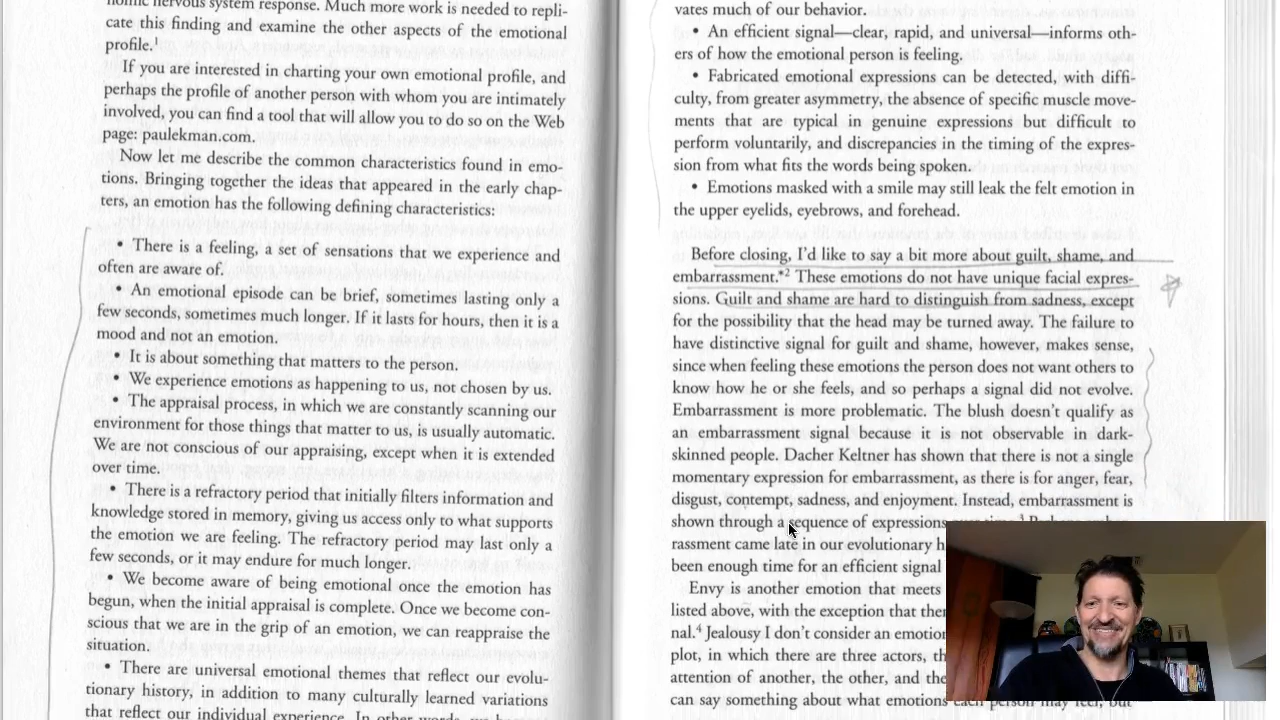 nomic nervous system response. Much more work is needed to repli-
cate this finding and examine the other aspects of the emotional
profile.¹
If you are interested in charting your own emotional profile, and
perhaps the profile of another person with whom you are intimately
involved, you can find a tool that will allow you to do so on the Web
page: paulekman.com.
Now let me describe the common characteristics found in emo-
tions. Bringing together the ideas that appeared in the early chap-
ters, an emotion has the following defining characteristics:
• There is a feeling, a set of sensations that we experience and
often are aware of.
• An emotional episode can be brief, sometimes lasting only a
few seconds, sometimes much longer. If it lasts for hours, then it is a
mood and not an emotion.
• It is about something that matters to the person.
• We experience emotions as happening to us, not chosen by us.
• The appraisal process, in which we are constantly scanning our
environment for those things that matter to us, is usually automatic.
We are not conscious of our appraising, except when it is extended
over time.
• There is a refractory period that initially filters information and
knowledge stored in memory, giving us access only to what supports
the emotion we are feeling. The refractory period may last only a
few seconds, or it may endure for much longer.
• We become aware of being emotional once the emotion has
begun, when the initial appraisal is complete. Once we become con-
scious that we are in the grip of an emotion, we can reappraise the
situation.
• There are universal emotional themes that reflect our evolu-
tionary history, in addition to many culturally learned variations
that reflect our individual experience. In other words, we
vates much of our behavior.
• An efficient signal—clear, rapid, and universal—informs oth-
ers of how the emotional person is feeling.
• Fabricated emotional expressions can be detected, with diffi-
culty, from greater asymmetry, the absence of specific muscle move-
ments that are typical in genuine expressions but difficult to
perform voluntarily, and discrepancies in the timing of the expres-
sion from what fits the words being spoken.
• Emotions masked with a smile may still leak the felt emotion in
the upper eyelids, eyebrows, and forehead.
Before closing, I'd like to say a bit more about guilt, shame, and
embarrassment.*² These emotions do not have unique facial expres-
sions. Guilt and shame are hard to distinguish from sadness, except
for the possibility that the head may be turned away. The failure to
have distinctive signal for guilt and shame, however, makes sense,
since when feeling these emotions the person does not want others to
know how he or she feels, and so perhaps a signal did not evolve.
Embarrassment is more problematic. The blush doesn't qualify as
an embarrassment signal because it is not observable in dark-
skinned people. Dacher Keltner has shown that there is not a single
momentary expression for embarrassment, as there is for anger, fear,
disgust, contempt, sadness, and enjoyment. Instead, embarrassment is
shown through a sequence of expressions
rassment came late in our evolutionary
been enough time for an efficient signal
Envy is another emotion that meets
listed above, with the exception that
nal.⁴ Jealousy I don't consider an
plot, in which there are three actors,
attention of another, the other, and
can say something about what emotions each person may feel, but